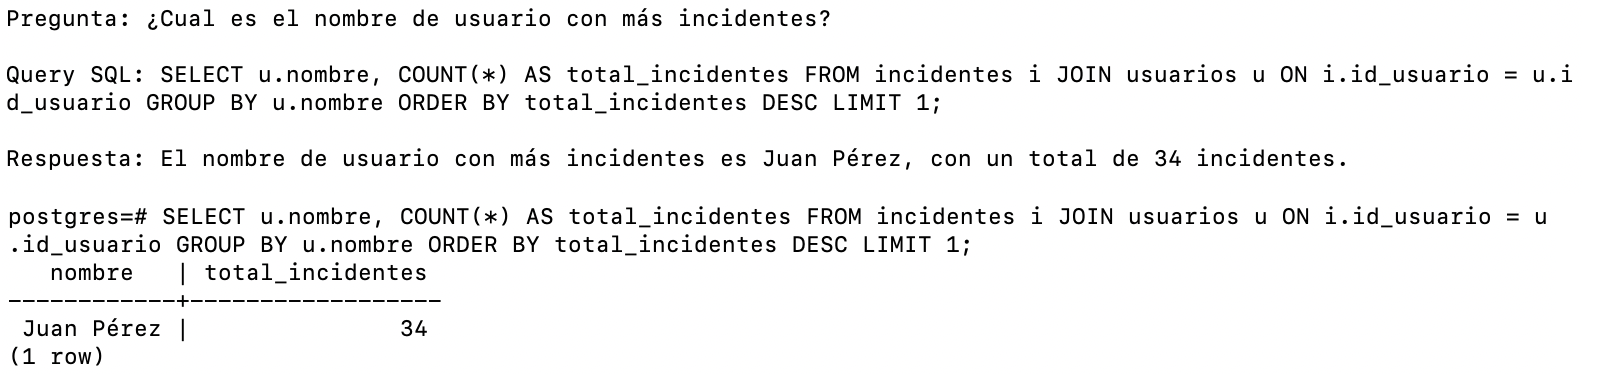 Pregunta: ¿Cual es el nombre de usuario con más incidentes?
Query SQL: SELECT u.nombre, COUNT(*) AS total_incidentes FROM incidentes i JOIN usuarios u ON i.id_usuario = u.i
d_usuario GROUP BY u.nombre ORDER BY total_incidentes DESC LIMIT 1;
Respuesta: El nombre de usuario con más incidentes es Juan Pérez, con un total de 34 incidentes.
postgres=# SELECT u.nombre, COUNT(*) AS total_incidentes FROM incidentes i JOIN usuarios u ON i.id_usuario = u
.id_usuario GROUP BY u.nombre ORDER BY total_incidentes DESC LIMIT 1;
   nombre   | total_incidentes
------------+------------------
 Juan Pérez |               34
(1 row)